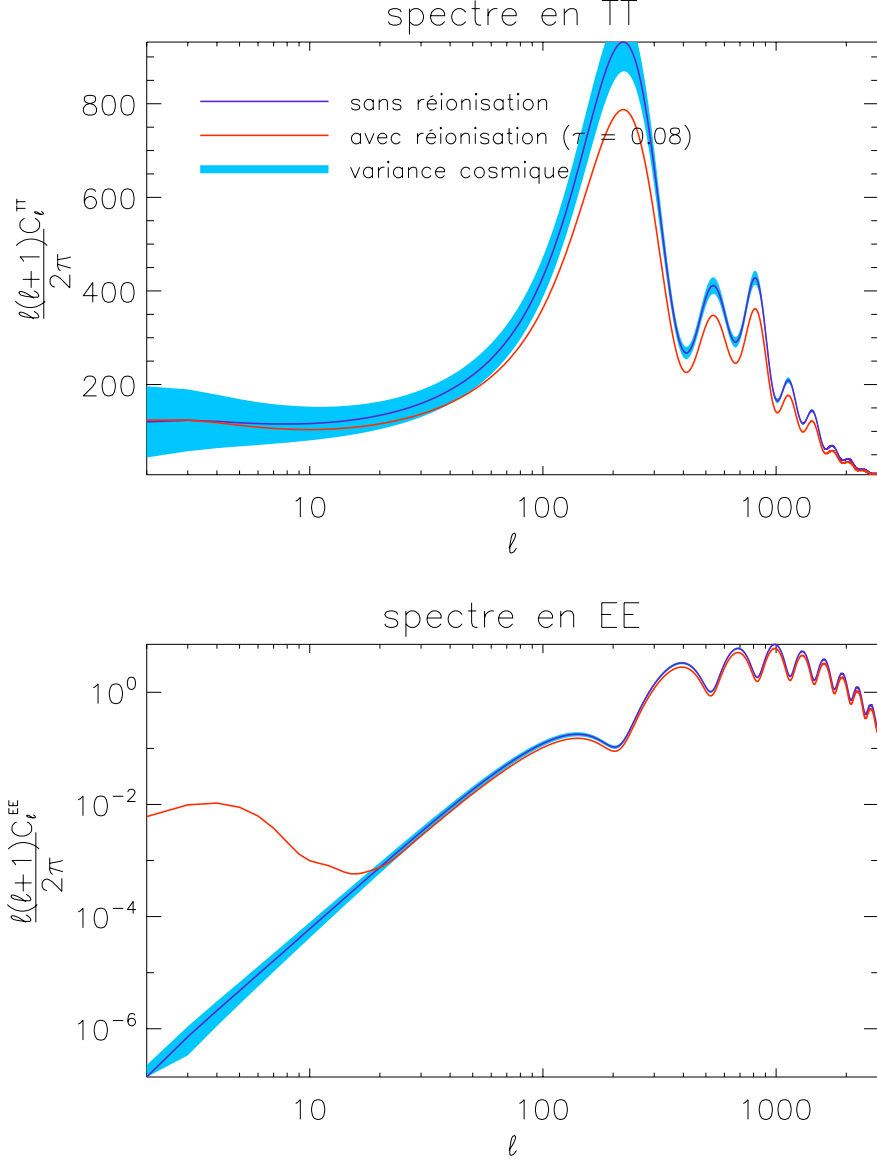 spectre en TT
800
600
400
200
sans réionisation
avec réionisation (τ = 0.08)
variance cosmique
ℓ(ℓ+1)C_ℓ^TT
2π
10
100
1000
ℓ
spectre en EE
10^0
10^-2
10^-4
10^-6
ℓ(ℓ+1)C_ℓ^EE
2π
10
100
1000
ℓ